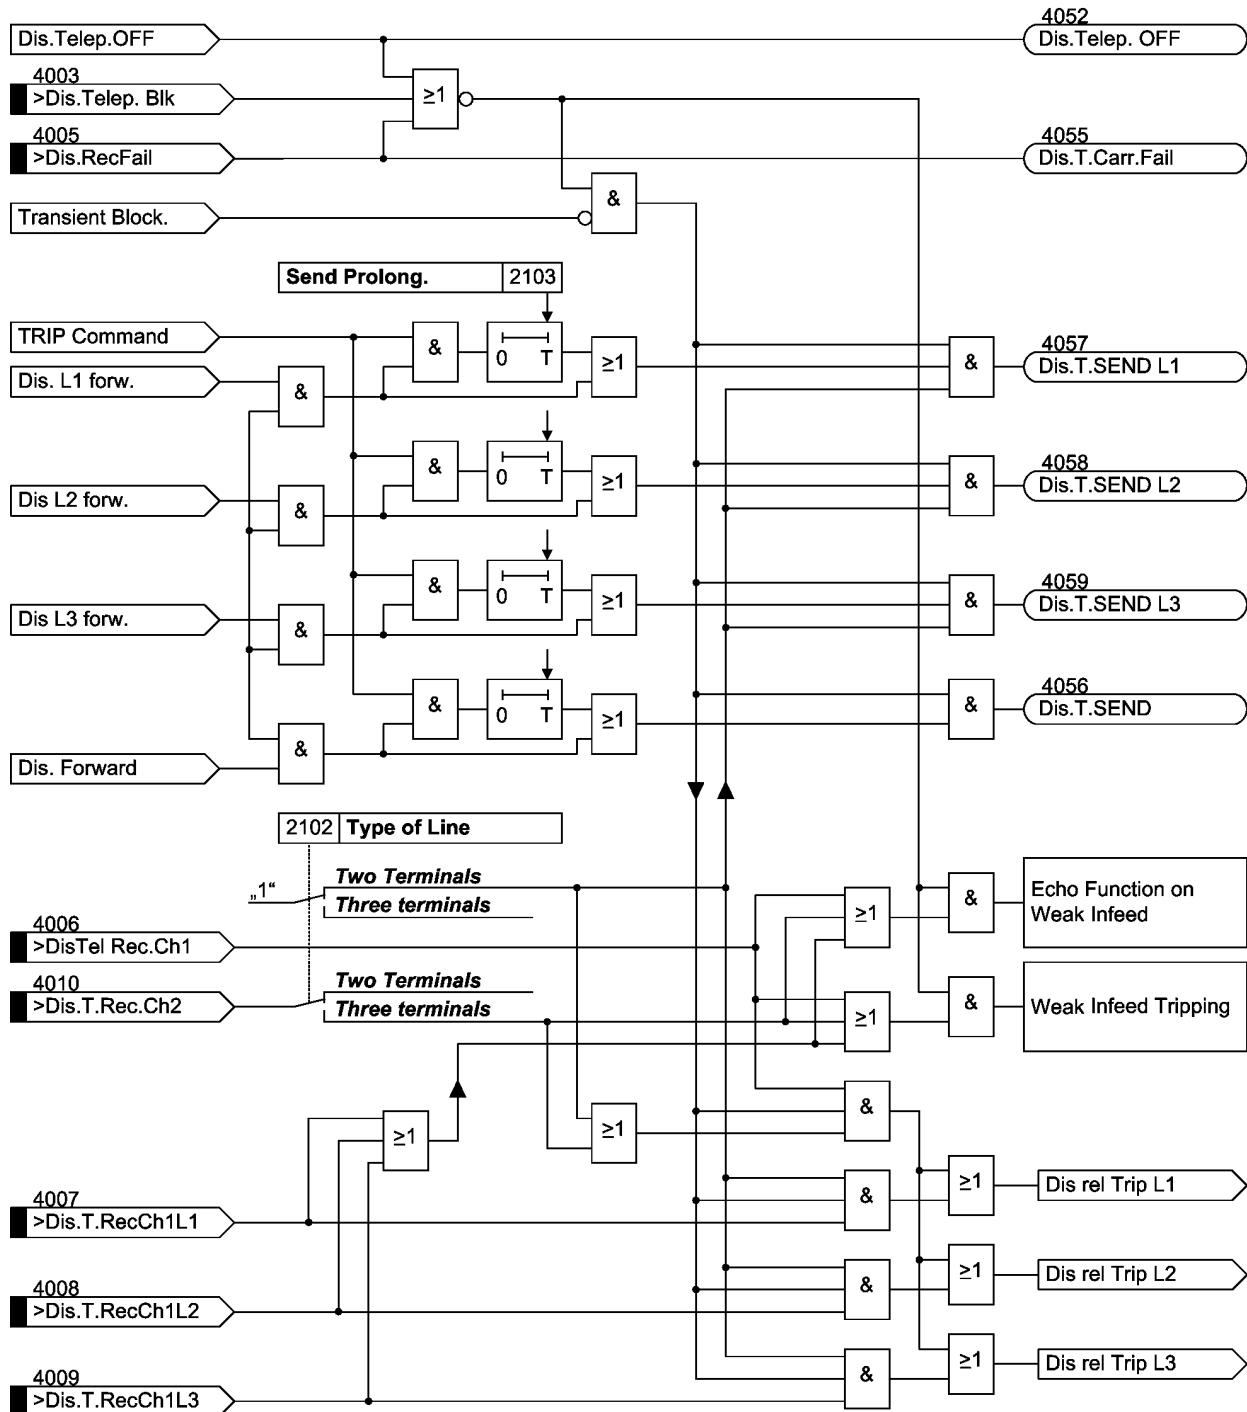 Dis.Telep.OFF
4052
Dis.Telep. OFF
4003
>Dis.Telep. Blk
≥1
4005
>Dis.RecFail
4055
Dis.T.Carr.Fail
&
Transient Block.
Send Prolong. 2103
TRIP Command
&
0 T
≥1
&
4057
Dis.T.SEND L1
Dis. L1 forw.
&
&
0 T
≥1
&
4058
Dis.T.SEND L2
Dis L2 forw.
&
&
0 T
≥1
&
4059
Dis.T.SEND L3
Dis L3 forw.
&
&
0 T
≥1
&
4056
Dis.T.SEND
&
Dis. Forward
2102 Type of Line
„1“
Two Terminals
Three terminals
≥1
&
Echo Function on
Weak Infeed
4006
>DisTel Rec.Ch1
4010
>Dis.T.Rec.Ch2
Two Terminals
Three terminals
≥1
&
Weak Infeed Tripping
≥1
≥1
&
4007
>Dis.T.RecCh1L1
&
≥1
Dis rel Trip L1
4008
>Dis.T.RecCh1L2
&
≥1
Dis rel Trip L2
4009
>Dis.T.RecCh1L3
&
≥1
Dis rel Trip L3